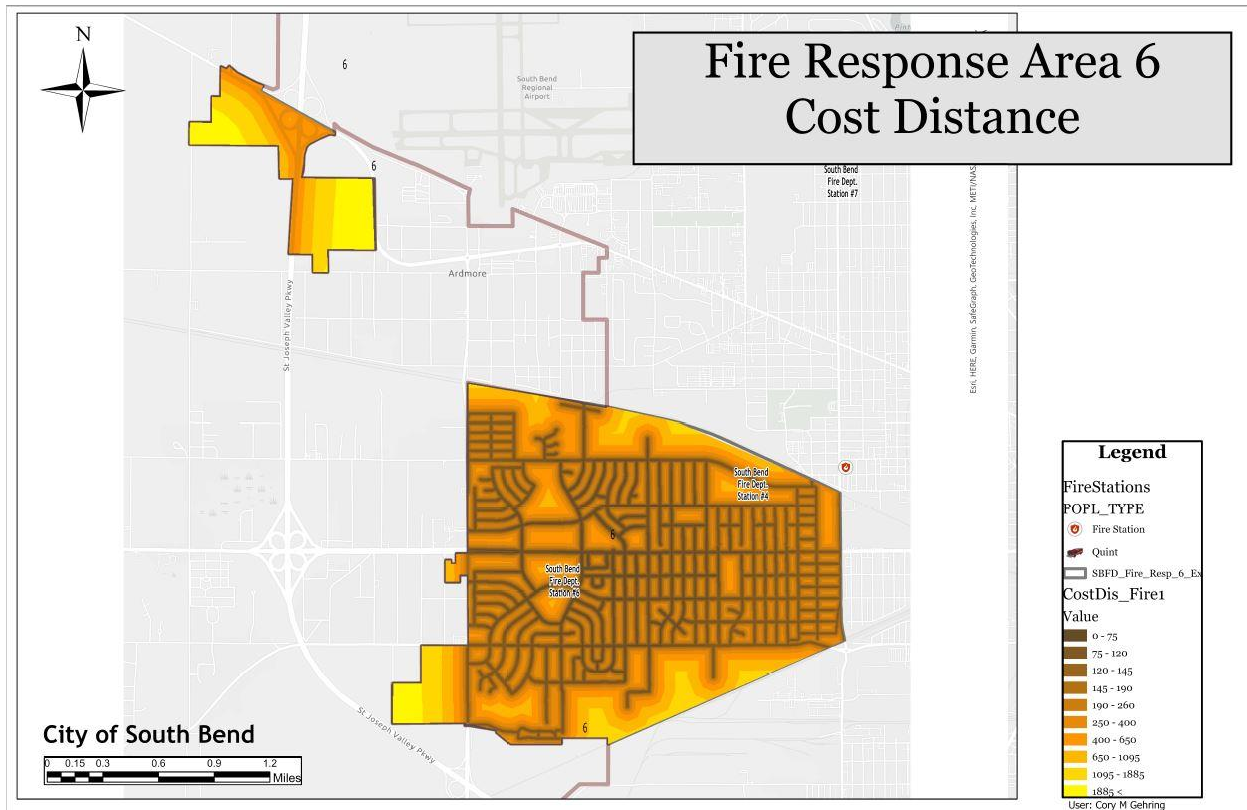 N
Fire Response Area 6
Cost Distance
6
South Bend
Regional
Airport
6
South Bend
Fire Dept.
Station #7
Ardmore
St Joseph Valley Pkwy
Esri, HERE, Garmin, SafeGraph, GeoTechnologies, Inc, METI/NAS
South Bend
Fire Dept.
Station #4
6
South Bend
Fire Dept.
Station #6
6
St Joseph Valley Pkwy
City of South Bend
0 0.15 0.3 0.6 0.9 1.2
Miles
Legend
FireStations
POPL_TYPE
Fire Station
Quint
SBFD_Fire_Resp_6_Ex
CostDis_Fire1
Value
0 - 75
75 - 120
120 - 145
145 - 190
190 - 260
250 - 400
400 - 650
650 - 1095
1095 - 1885
1885 <
User: Cory M Gehring